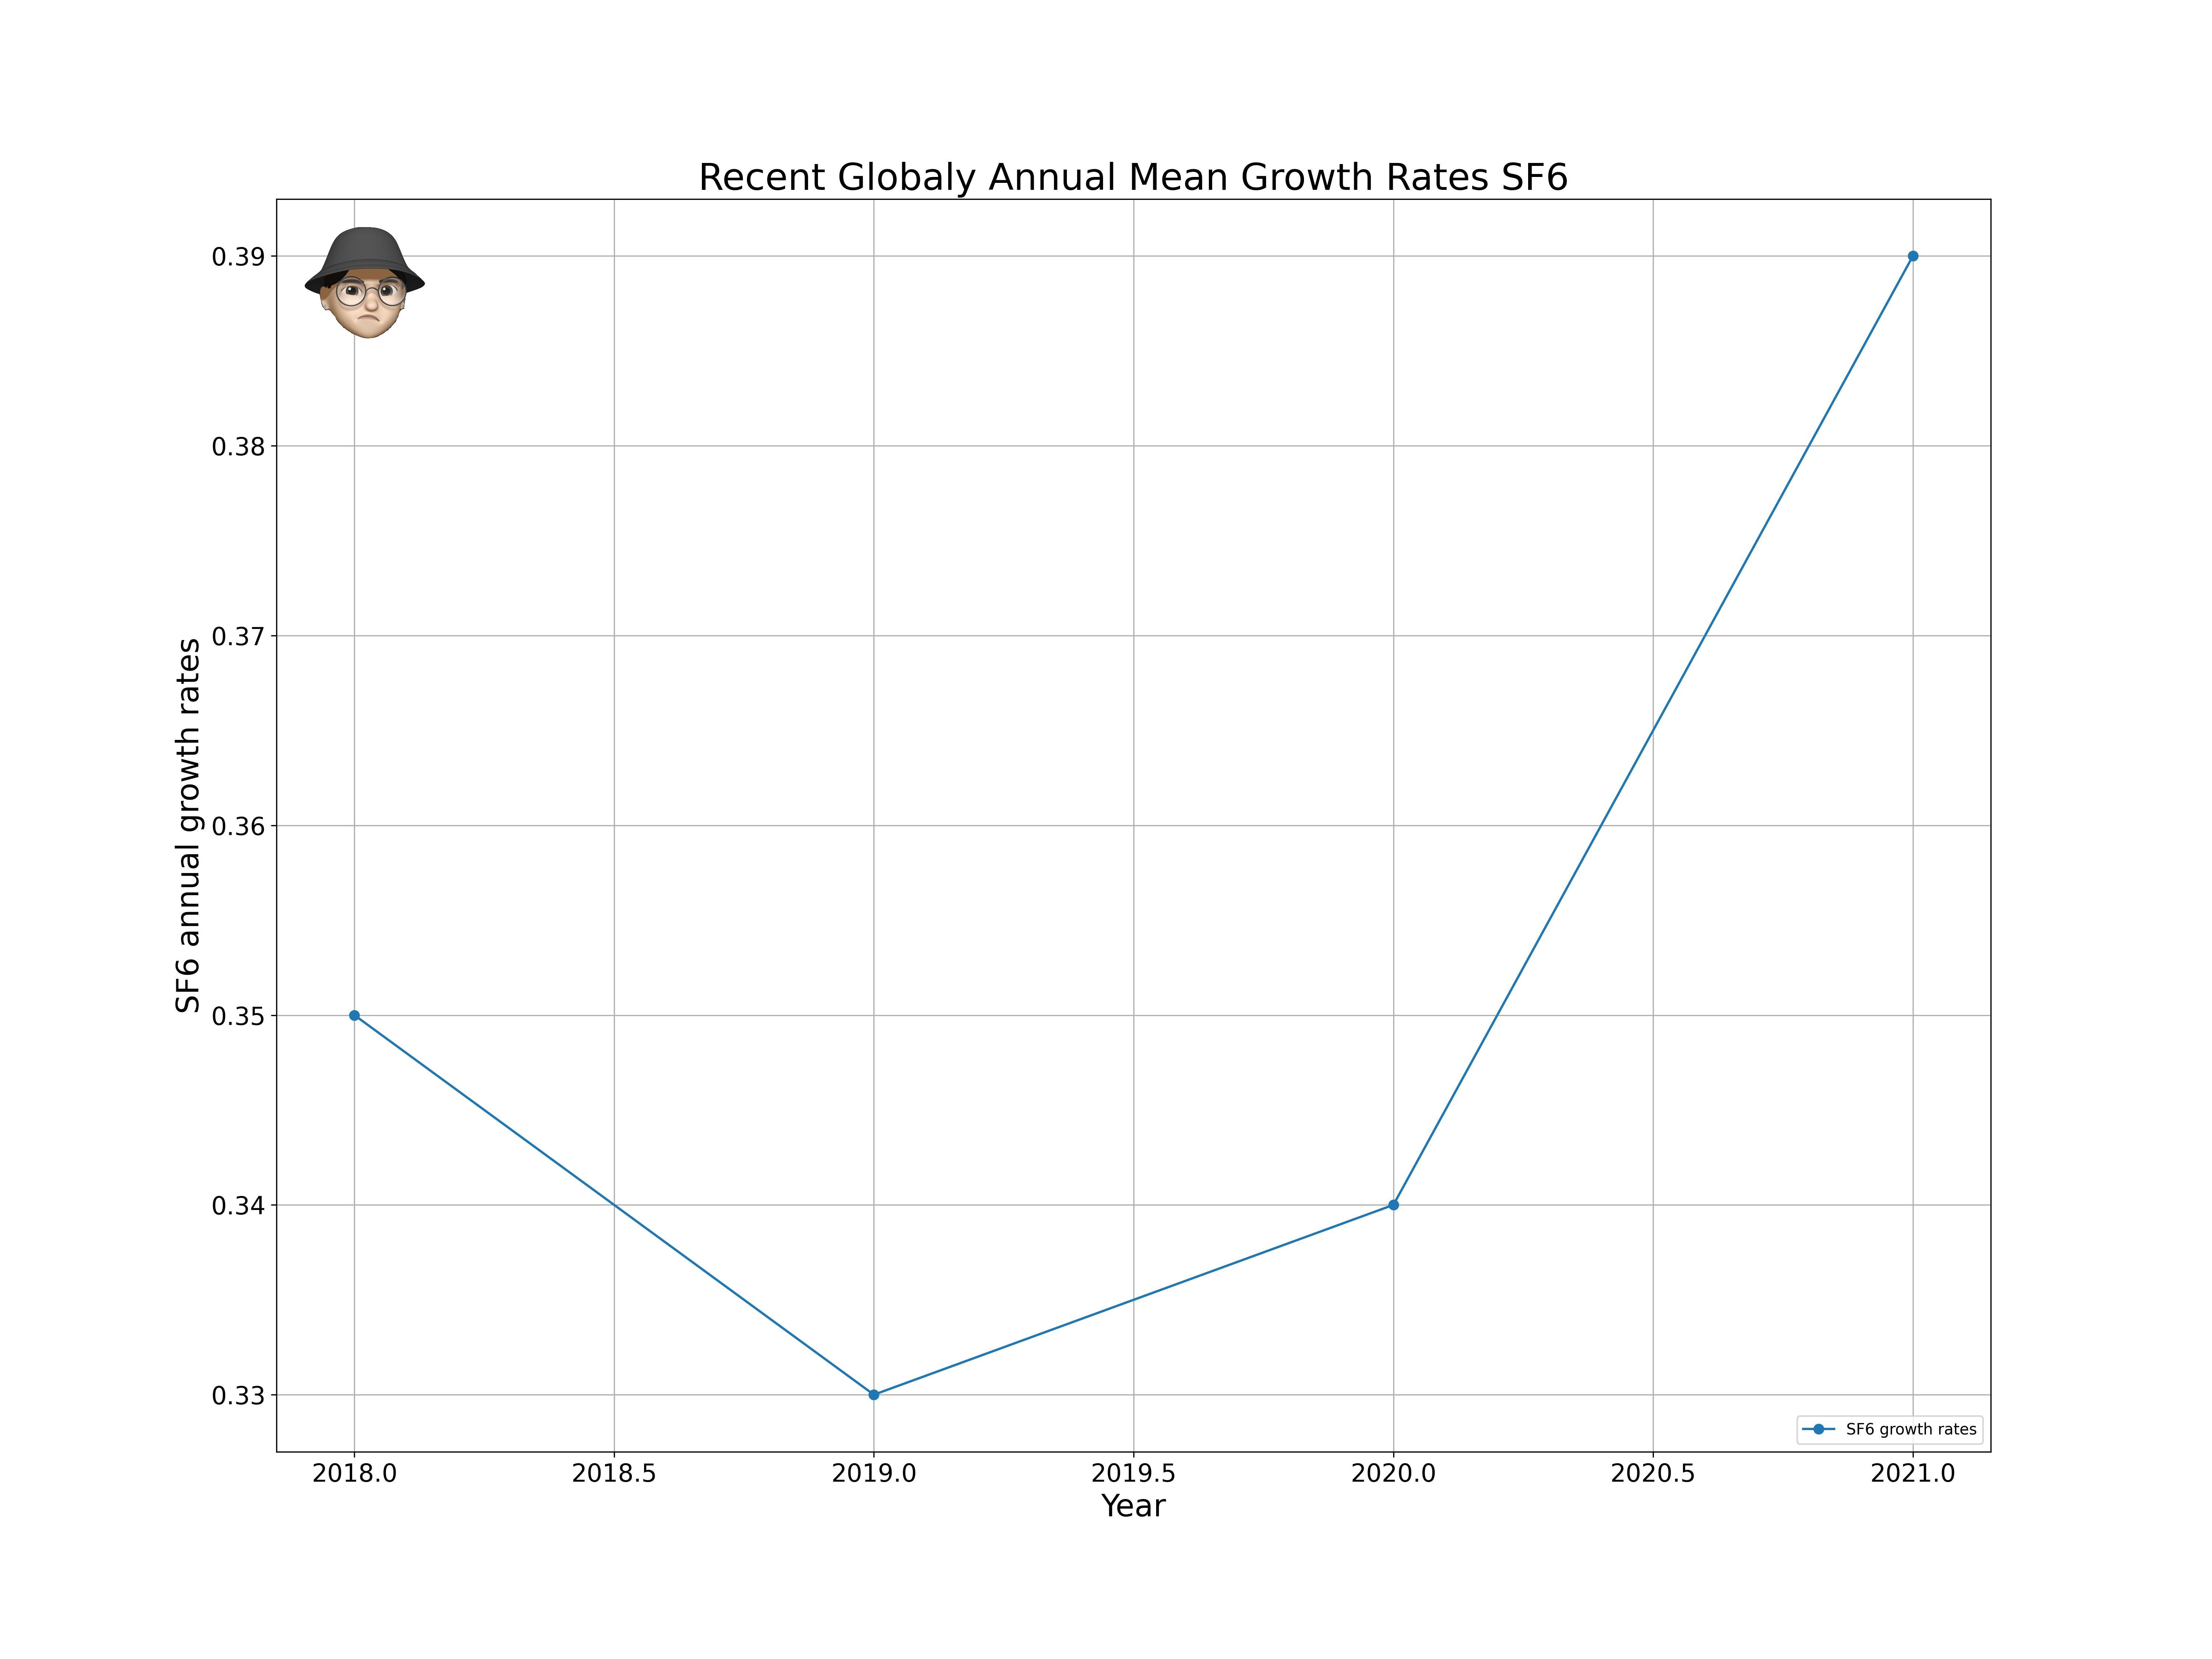 Recent Globaly Annual Mean Growth Rates SF6
0.39
0.38
0.37
0.36
0.35
0.34
0.33
SF6 annual growth rates
SF6 growth rates
2018.0 2018.5 2019.0 2019.5 2020.0 2020.5 2021.0
Year